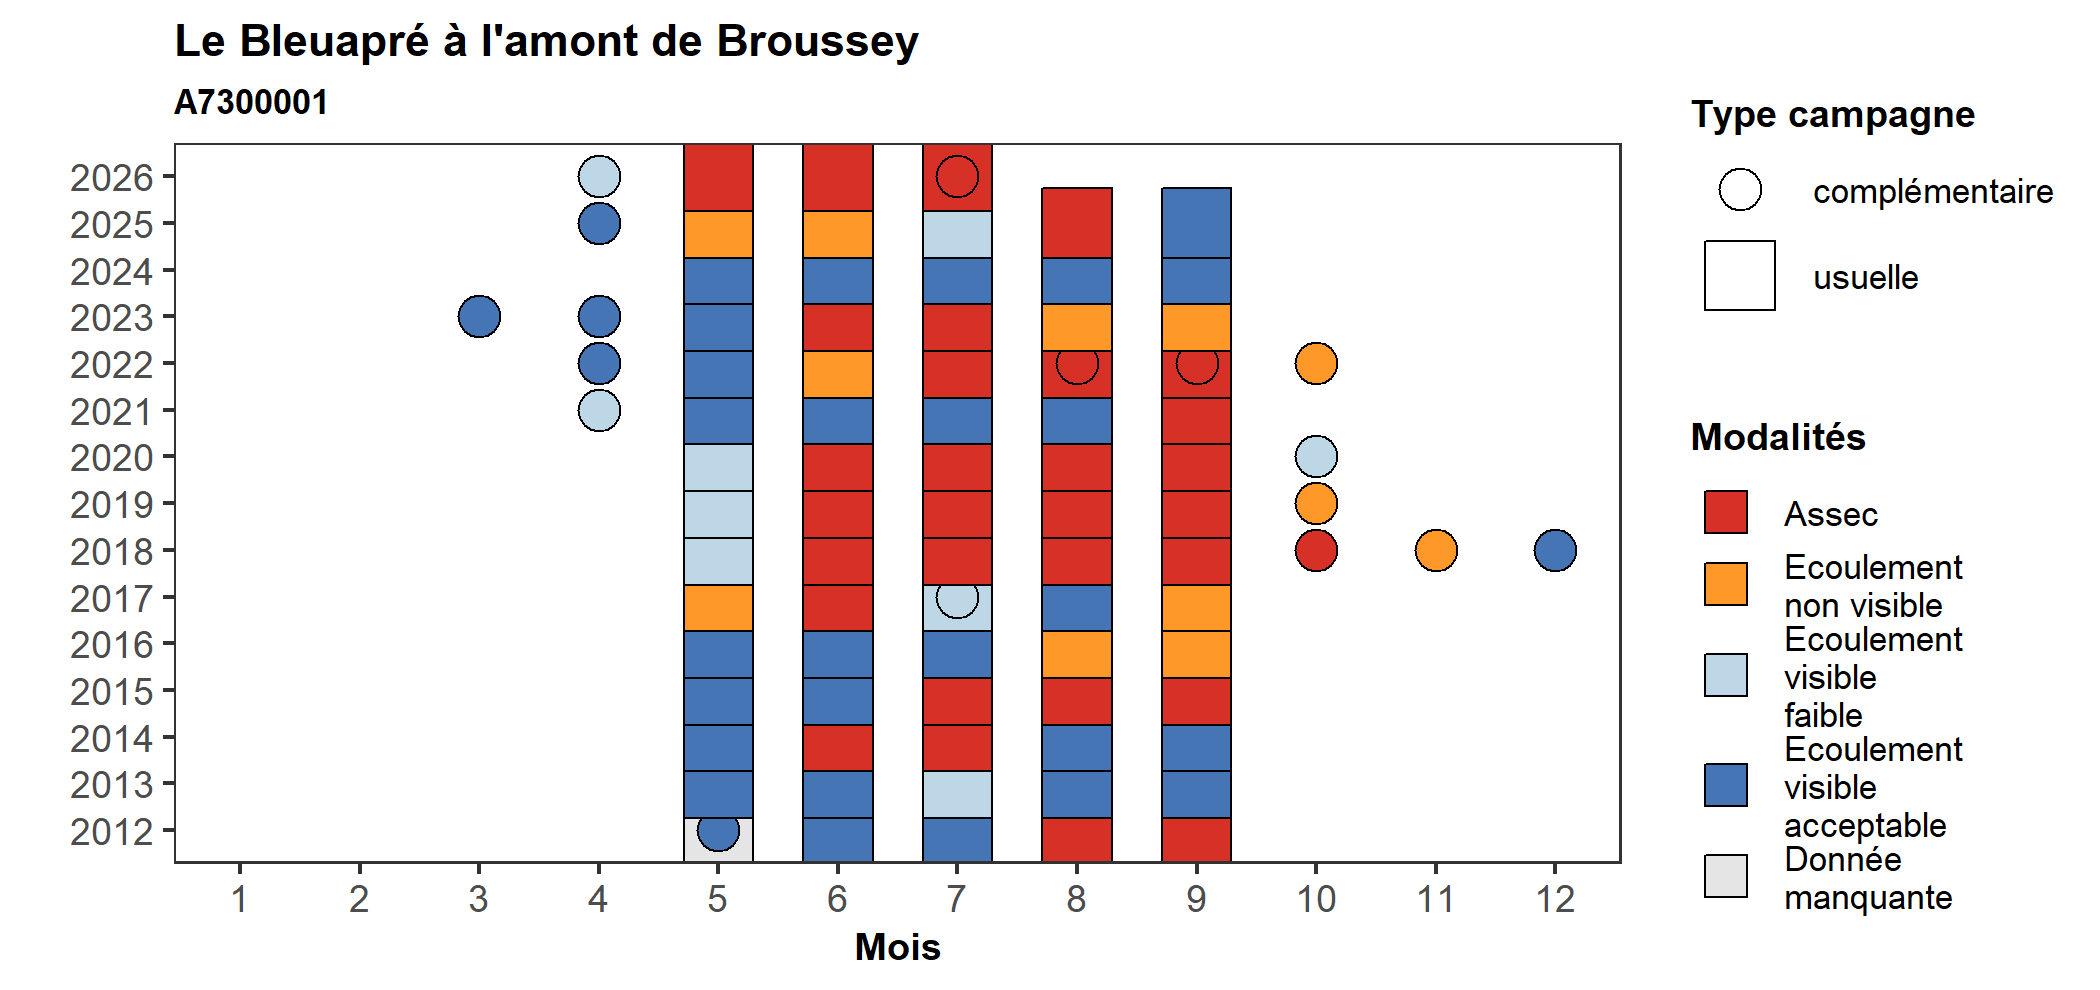 Le Bleuapré à l'amont de Broussey
A7300001
2026
2025
2024
2023
2022
2021
2020
2019
2018
2017
2016
2015
2014
2013
2012
1 2 3 4 5 6 7 8 9 10 11 12
Mois
Type campagne
complémentaire
usuelle
Modalités
Assec
Ecoulement
non visible
Ecoulement
visible
faible
Ecoulement
visible
acceptable
Donnée
manquante